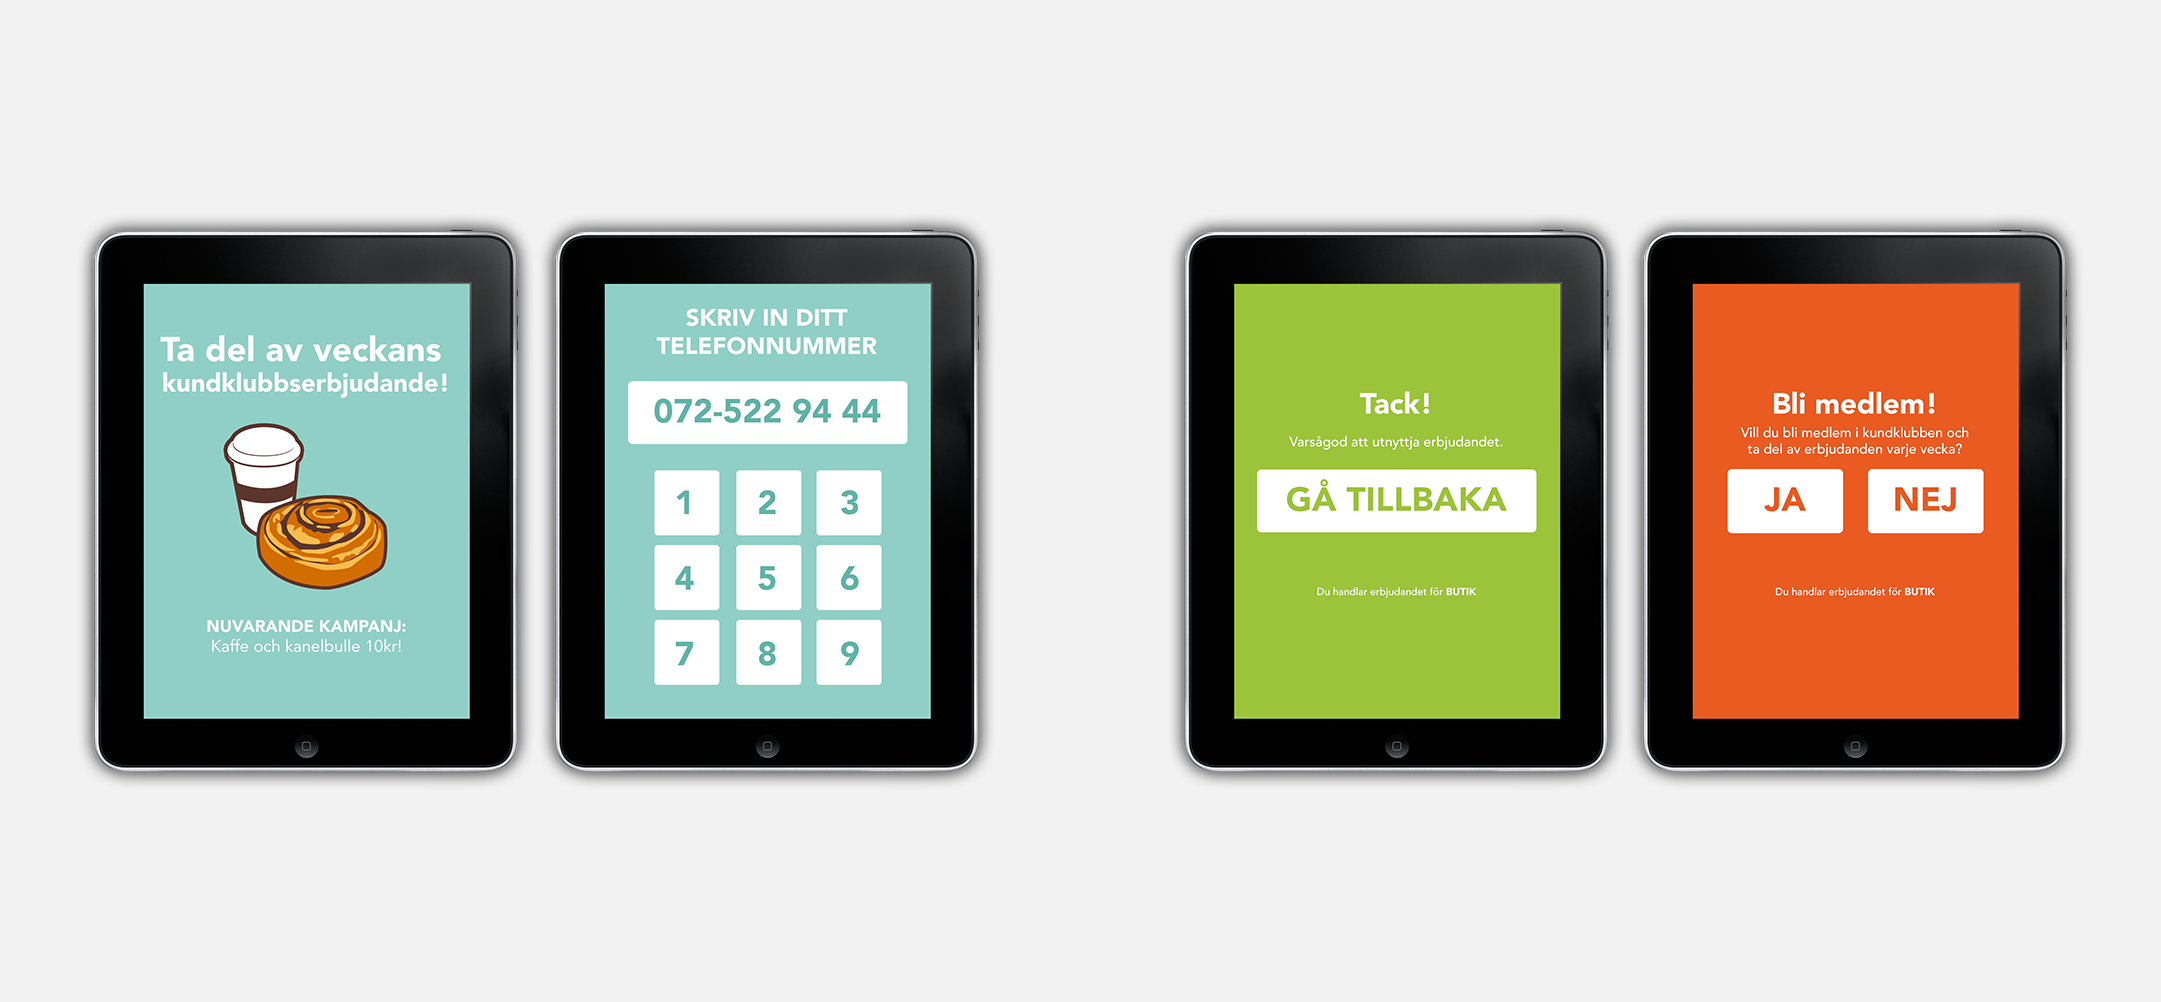 Ta del av veckans
kundklubbserbjudande!
NUVARANDE KAMPANJ:
Kaffe och kanelbulle 10kr!
SKRIV IN DITT
TELEFONNUMMER
072-522 94 44
1 2 3
4 5 6
7 8 9
Tack!
Varsågod att utnyttja erbjudandet.
GÅ TILLBAKA
Du handlar erbjudandet för BUTIK
Bli medlem!
Vill du bli medlem i kundklubben och
ta del av erbjudanden varje vecka?
JA NEJ
Du handlar erbjudandet för BUTIK